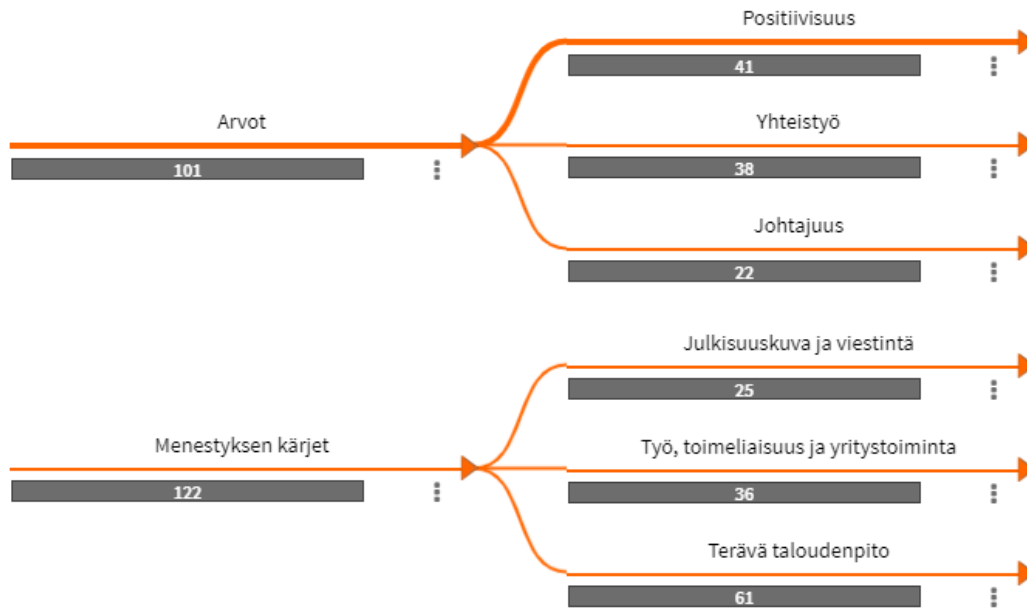 Positiivisuus
41
Arvot
101
Yhteistyö
38
Johtajuus
22
Julkisuuskuva ja viestintä
25
Menestyksen kärjet
122
Työ, toimeliaisuus ja yritystoiminta
36
Terävä taloudenpito
61